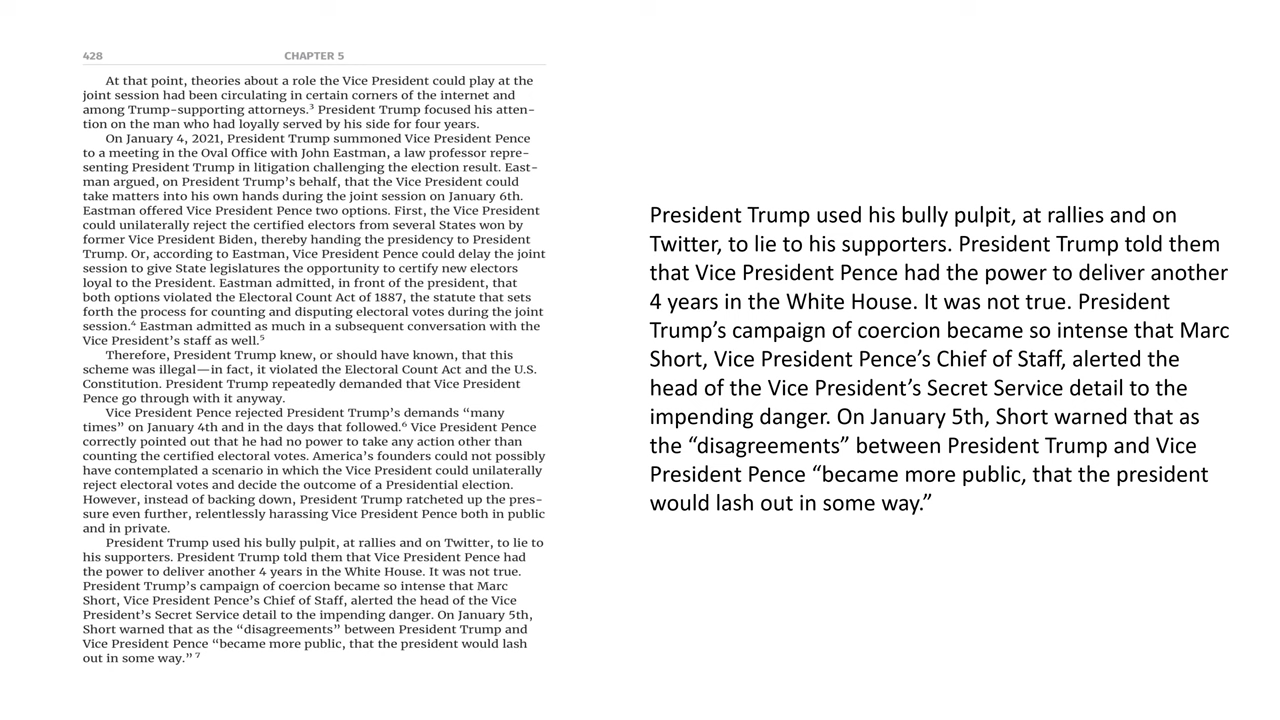 428 CHAPTER 5
At that point, theories about a role the Vice President could play at the
joint session had been circulating in certain corners of the internet and
among Trump-supporting attorneys.³ President Trump focused his atten-
tion on the man who had loyally served by his side for four years.
On January 4, 2021, President Trump summoned Vice President Pence
to a meeting in the Oval Office with John Eastman, a law professor repre-
senting President Trump in litigation challenging the election result. East-
man argued, on President Trump’s behalf, that the Vice President could
take matters into his own hands during the joint session on January 6th.
Eastman offered Vice President Pence two options. First, the Vice President
could unilaterally reject the certified electors from several States won by
former Vice President Biden, thereby handing the presidency to President
Trump. Or, according to Eastman, Vice President Pence could delay the joint
session to give State legislatures the opportunity to certify new electors
loyal to the President. Eastman admitted, in front of the president, that
both options violated the Electoral Count Act of 1887, the statute that sets
forth the process for counting and disputing electoral votes during the joint
session.⁴ Eastman admitted as much in a subsequent conversation with the
Vice President’s staff as well.⁵
Therefore, President Trump knew, or should have known, that this
scheme was illegal—in fact, it violated the Electoral Count Act and the U.S.
Constitution. President Trump repeatedly demanded that Vice President
Pence go through with it anyway.
Vice President Pence rejected President Trump’s demands “many
times” on January 4th and in the days that followed.⁶ Vice President Pence
correctly pointed out that he had no power to take any action other than
counting the certified electoral votes. America’s founders could not possibly
have contemplated a scenario in which the Vice President could unilaterally
reject electoral votes and decide the outcome of a Presidential election.
However, instead of backing down, President Trump ratcheted up the pres-
sure even further, relentlessly harassing Vice President Pence both in public
and in private.
President Trump used his bully pulpit, at rallies and on Twitter, to lie to
his supporters. President Trump told them that Vice President Pence had
the power to deliver another 4 years in the White House. It was not true.
President Trump’s campaign of coercion became so intense that Marc
Short, Vice President Pence’s Chief of Staff, alerted the head of the Vice
President’s Secret Service detail to the impending danger. On January 5th,
Short warned that as the “disagreements” between President Trump and
Vice President Pence “became more public, that the president would lash
out in some way.” ⁷
President Trump used his bully pulpit, at rallies and on
Twitter, to lie to his supporters. President Trump told them
that Vice President Pence had the power to deliver another
4 years in the White House. It was not true. President
Trump’s campaign of coercion became so intense that Marc
Short, Vice President Pence’s Chief of Staff, alerted the
head of the Vice President’s Secret Service detail to the
impending danger. On January 5th, Short warned that as
the “disagreements” between President Trump and Vice
President Pence “became more public, that the president
would lash out in some way.”